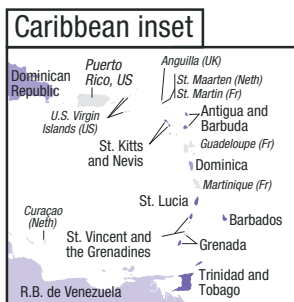 Caribbean inset
Puerto
Rico, US
Anguilla (UK)
St. Maarten (Neth)
St. Martin (Fr)
Dominican
Republic
U.S. Virgin
Islands (US)
Antigua and
Barbuda
St. Kitts
and Nevis
Guadeloupe (Fr)
Dominica
Martinique (Fr)
St. Lucia
Curaçao
(Neth)
Barbados
St. Vincent and
the Grenadines
Grenada
Trinidad and
Tobago
R.B. de Venezuela